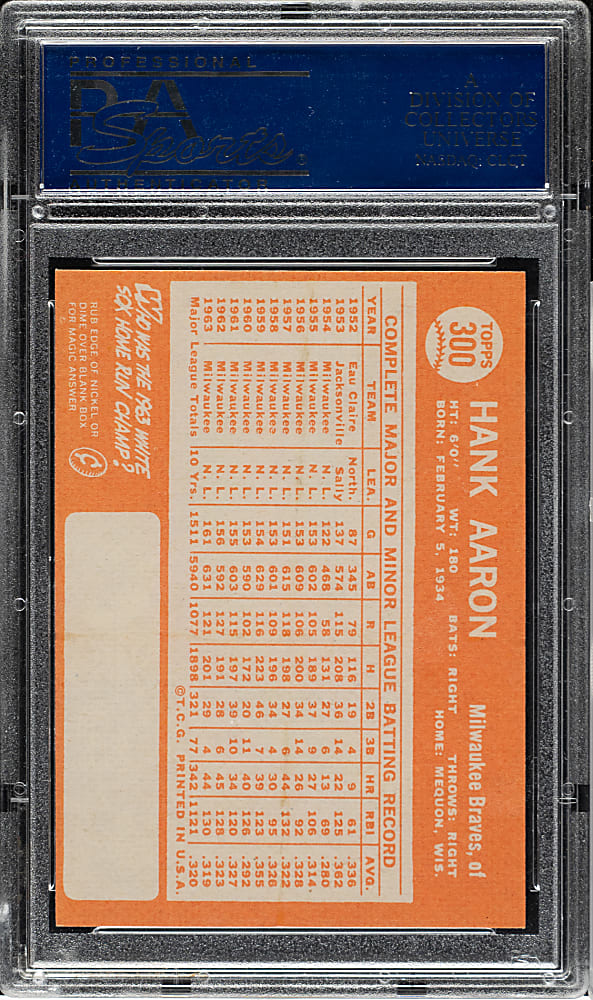 PROFESSIONAL
PSA
Sports
AUTHENTICATOR
A
DIVISION OF
COLLECTORS
UNIVERSE
NASDAQ: CLCT
TOPPS
300
HANK AARON
Milwaukee Braves, of
HT: 6'0" WT: 180 BATS: RIGHT THROWS: RIGHT
BORN: FEBRUARY 5, 1934 HOME: MEQUON, WIS.
COMPLETE MAJOR AND MINOR LEAGUE BATTING RECORD
YEAR TEAM LEA. G AB R H 2B 3B HR RBI AVG.
1952 Eau Claire North. 87 345 79 116 19 4 9 61 .336
1953 Jacksonville Sally 137 574 115 208 36 14 22 125 .362
1954 Milwaukee N. L. 122 468 58 131 27 6 13 69 .280
1955 Milwaukee N. L. 153 602 105 189 37 9 27 106 .314
1956 Milwaukee N. L. 153 609 106 200 34 14 26 92 .328
1957 Milwaukee N. L. 151 615 118 198 27 6 44 132 .322
1958 Milwaukee N. L. 153 601 109 196 34 4 30 95 .326
1959 Milwaukee N. L. 154 629 116 223 46 7 39 123 .355
1960 Milwaukee N. L. 153 590 102 172 20 11 40 126 .292
1961 Milwaukee N. L. 155 603 115 197 39 10 34 120 .327
1962 Milwaukee N. L. 156 592 127 191 28 6 45 128 .323
1963 Milwaukee N. L. 161 631 121 201 29 4 44 130 .319
Major League Totals 10 Yrs. 1511 5940 1077 1898 321 77 342 1121 .320
©T.C.G. PRINTED IN U.S.A.
WHO WAS THE 1963 WHITE
SOX HOME RUN CHAMP?
RUB EDGE OF NICKEL OR
DIME OVER BLANK BOX
FOR MAGIC ANSWER